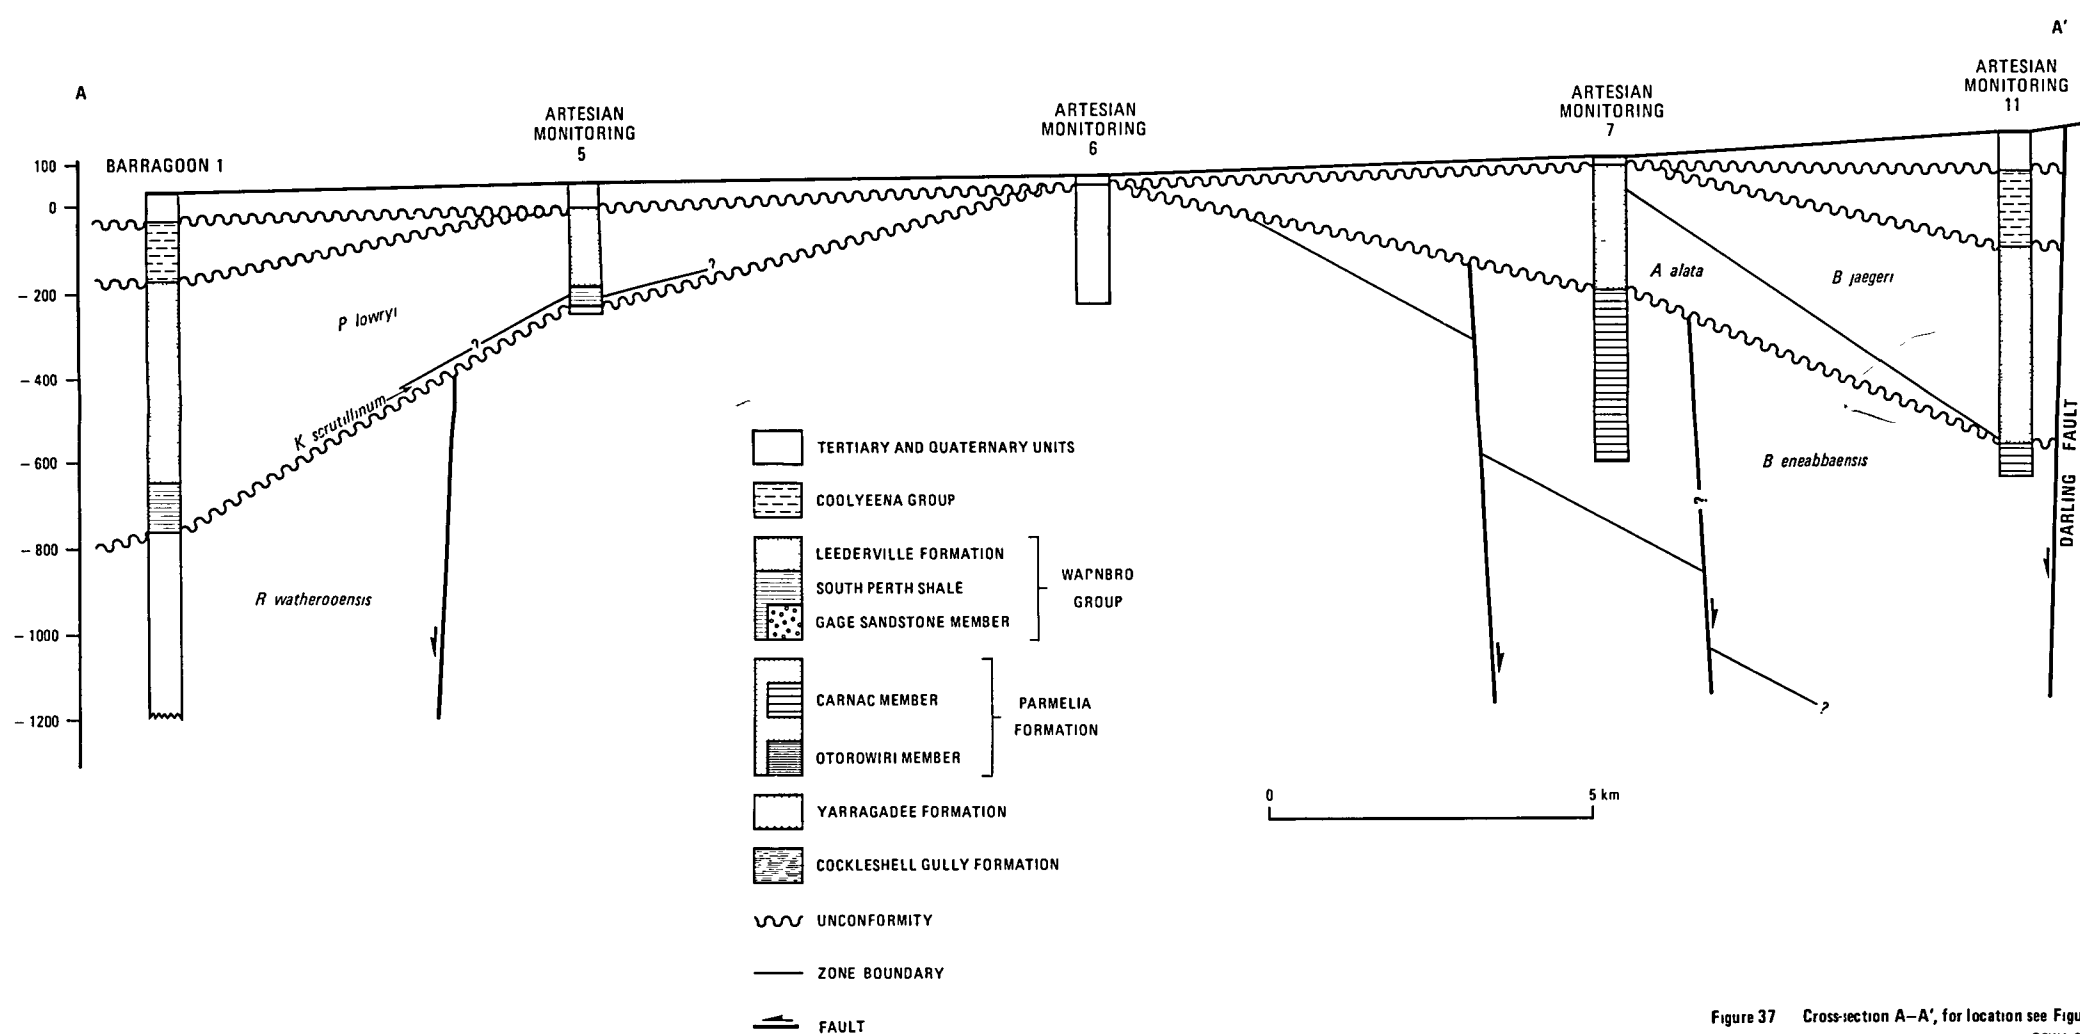 A'
A
ARTESIAN
MONITORING
5
ARTESIAN
MONITORING
6
ARTESIAN
MONITORING
7
ARTESIAN
MONITORING
11
BARRAGOON 1
100
0
- 200
- 400
- 600
- 800
- 1000
- 1200
P lowryi
A alata
B jaegeri
?
?
K scrutillinum
B eneabbaensis
R watherooensis
?
?
DARLING FAULT
TERTIARY AND QUATERNARY UNITS
COOLYEENA GROUP
LEEDERVILLE FORMATION
SOUTH PERTH SHALE
GAGE SANDSTONE MEMBER
WARNBRO
GROUP
CARNAC MEMBER
OTOROWIRI MEMBER
PARMELIA
FORMATION
YARRAGADEE FORMATION
COCKLESHELL GULLY FORMATION
UNCONFORMITY
ZONE BOUNDARY
FAULT
0 5 km
Figure 37 Cross-section A–A', for location see Figu